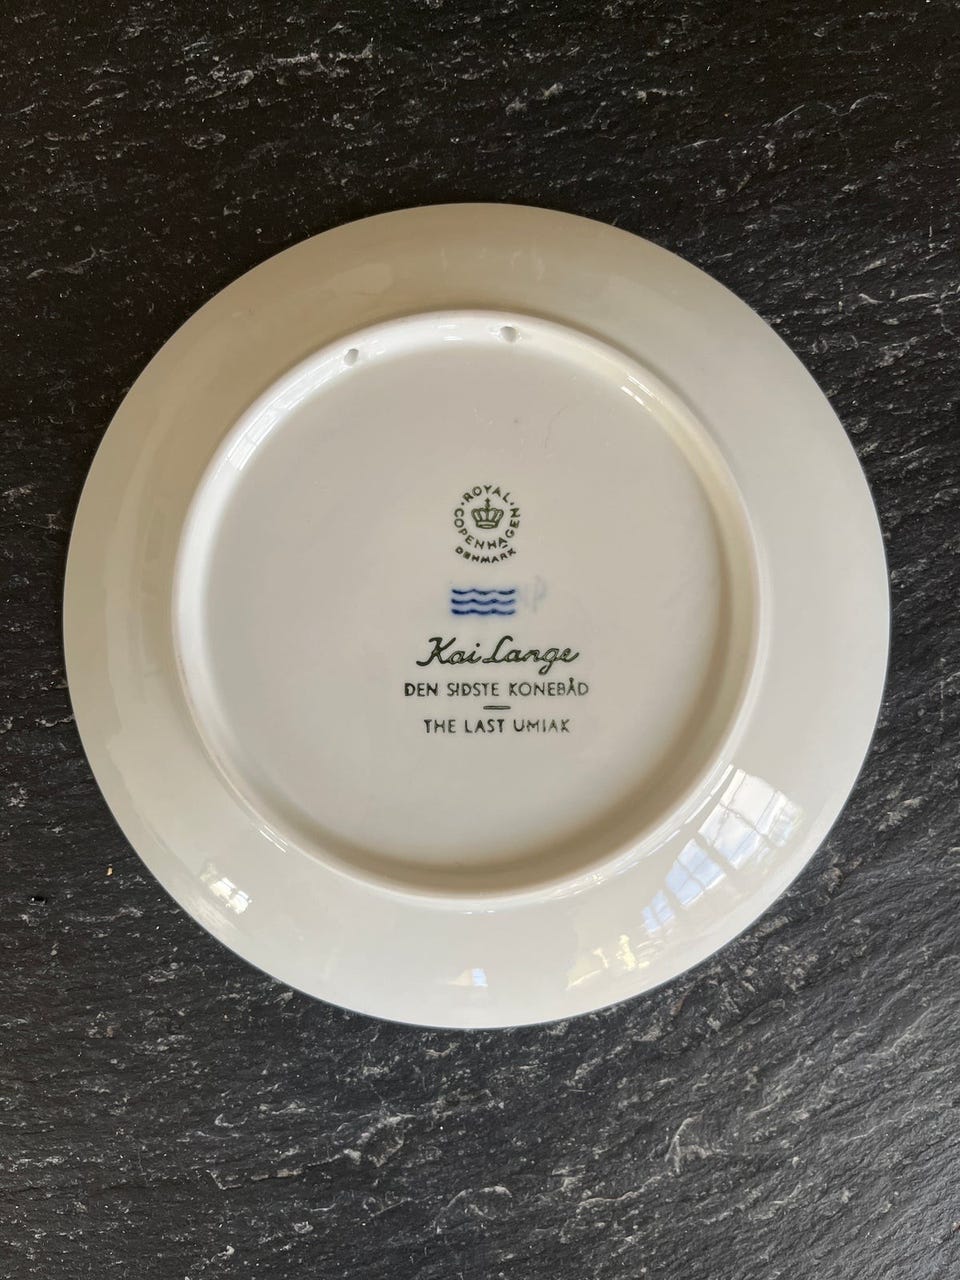 ROYAL
COPENHAGEN
DENMARK
Kai Lange
DEN SIDSTE KONEBÅD
THE LAST UMIAK